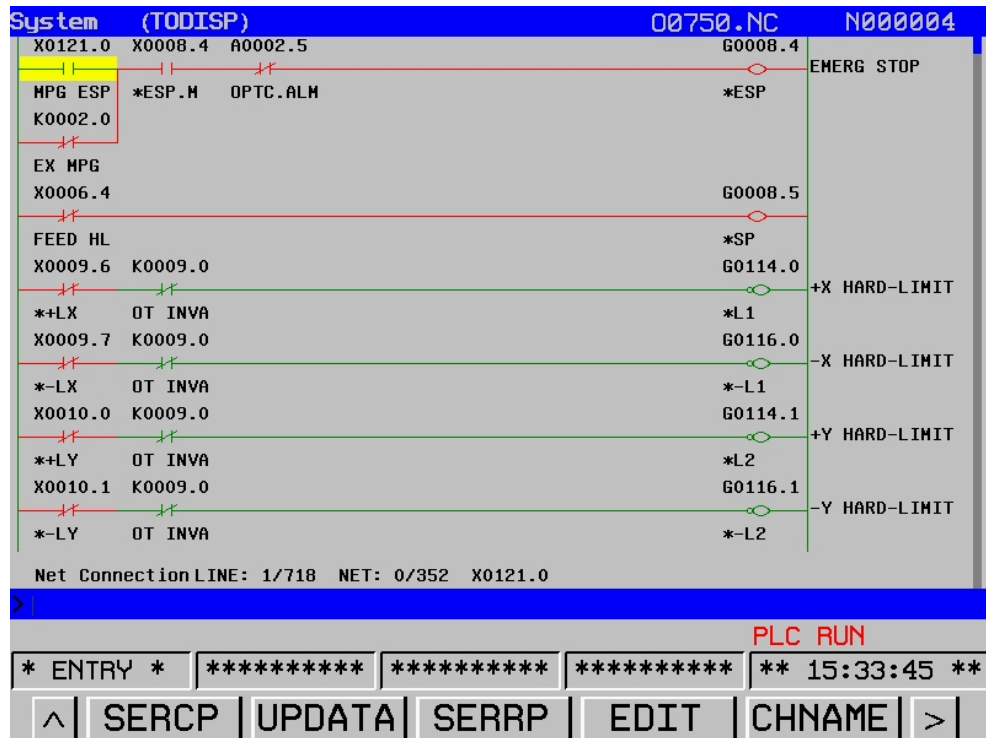 System (TODISP) O0750.NC N000004
X0121.0 X0008.4 A0002.5 G0008.4
EMERG STOP
MPG ESP *ESP.M OPTC.ALM *ESP
K0002.0
EX MPG
X0006.4 G0008.5
FEED HL *SP
X0009.6 K0009.0 G0114.0
+X HARD-LIMIT
*+LX OT INVA *L1
X0009.7 K0009.0 G0116.0
-X HARD-LIMIT
*-LX OT INVA *-L1
X0010.0 K0009.0 G0114.1
+Y HARD-LIMIT
*+LY OT INVA *L2
X0010.1 K0009.0 G0116.1
-Y HARD-LIMIT
*-LY OT INVA *-L2
Net Connection LINE: 1/718 NET: 0/352 X0121.0
>
PLC RUN
* ENTRY * ********** ********** ********** ** 15:33:45 **
^ SERCP UPDATA SERRP EDIT CHNAME >